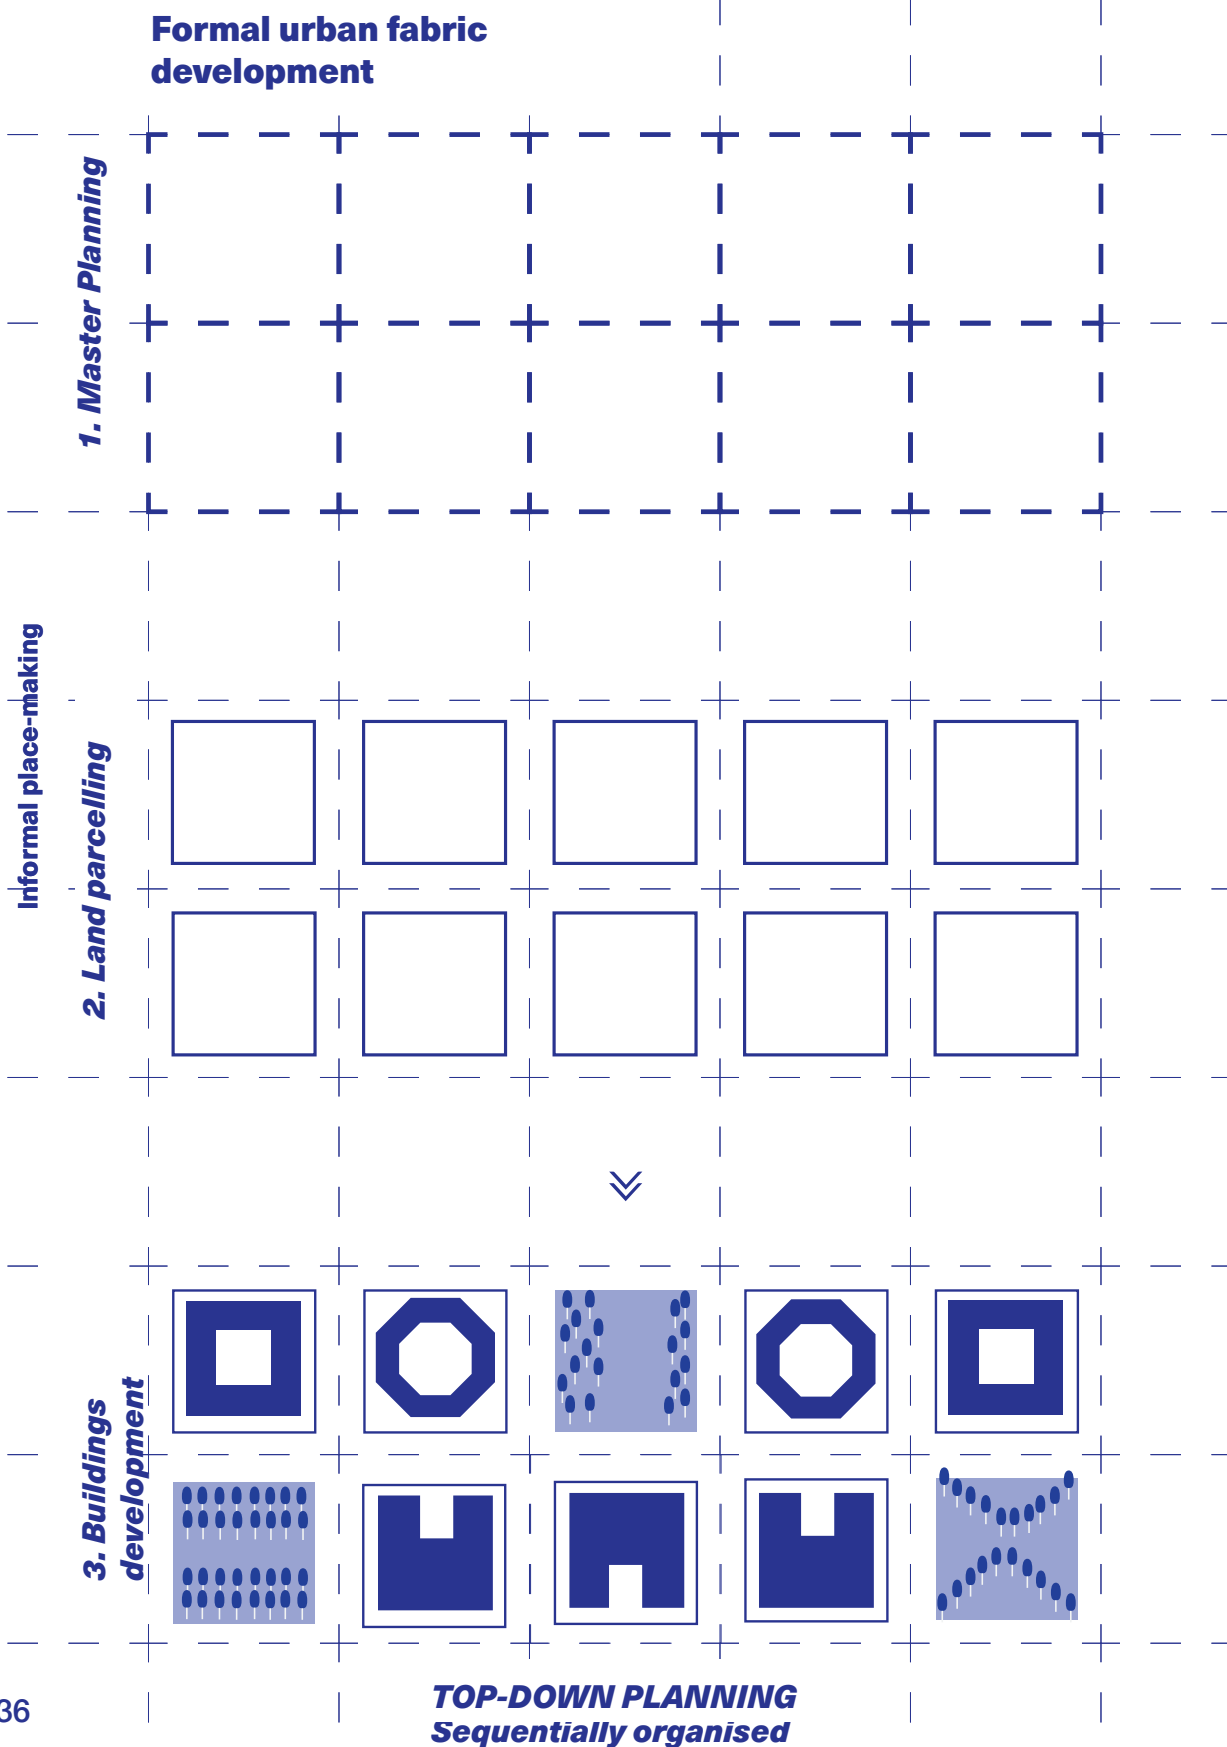 Formal urban fabric
development
1. Master Planning
Informal place-making
2. Land parcelling
3. Buildings
development
36
TOP-DOWN PLANNING
Sequentially organised